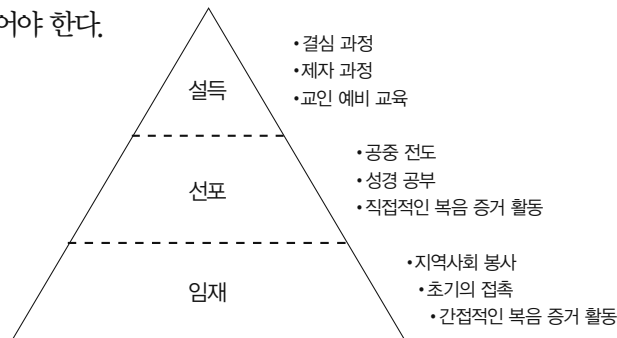 어야 한다.
설득
•결심 과정
•제자 과정
•교인 예비 교육
선포
•공중 전도
•성경 공부
•직접적인 복음 증거 활동
임재
•지역사회 봉사
•초기의 접촉
•간접적인 복음 증거 활동